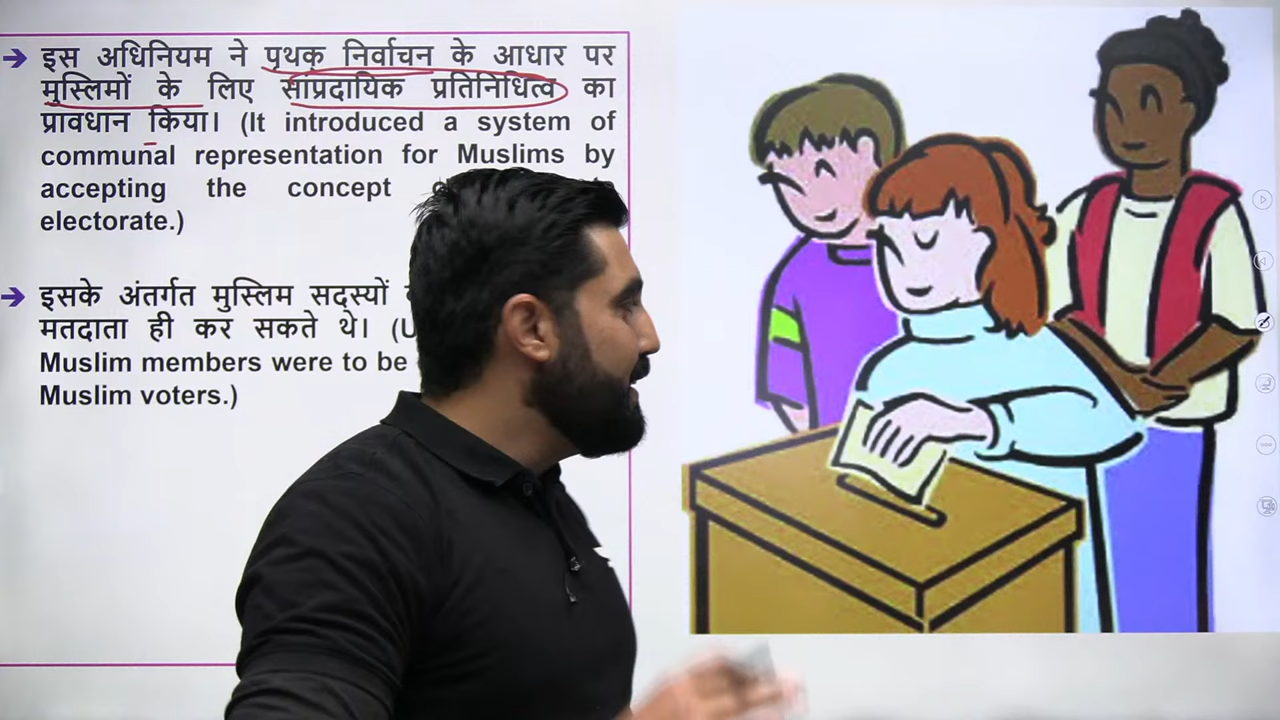 इस अधिनियम ने पृथक् निर्वाचन के आधार पर
मुस्लिमों के लिए सांप्रदायिक प्रतिनिधित्व का
प्रावधान किया। (It introduced a system of
communal representation for Muslims by
accepting the concept
electorate.)
इसके अंतर्गत मुस्लिम सदस्यों
मतदाता ही कर सकते थे। (U
Muslim members were to be
Muslim voters.)